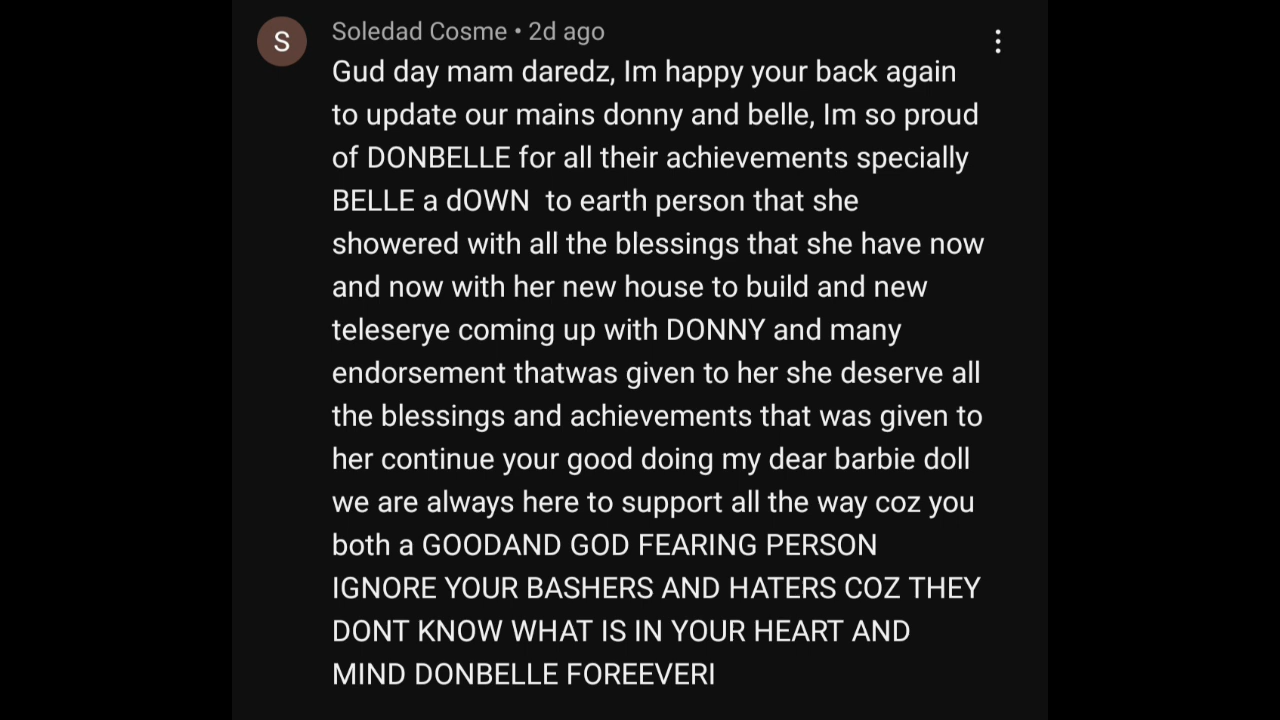 S
Soledad Cosme • 2d ago
Gud day mam daredz, Im happy your back again
to update our mains donny and belle, Im so proud
of DONBELLE for all their achievements specially
BELLE a dOWN  to earth person that she
showered with all the blessings that she have now
and now with her new house to build and new
teleserye coming up with DONNY and many
endorsement thatwas given to her she deserve all
the blessings and achievements that was given to
her continue your good doing my dear barbie doll
we are always here to support all the way coz you
both a GOODAND GOD FEARING PERSON
IGNORE YOUR BASHERS AND HATERS COZ THEY
DONT KNOW WHAT IS IN YOUR HEART AND
MIND DONBELLE FOREEVERI